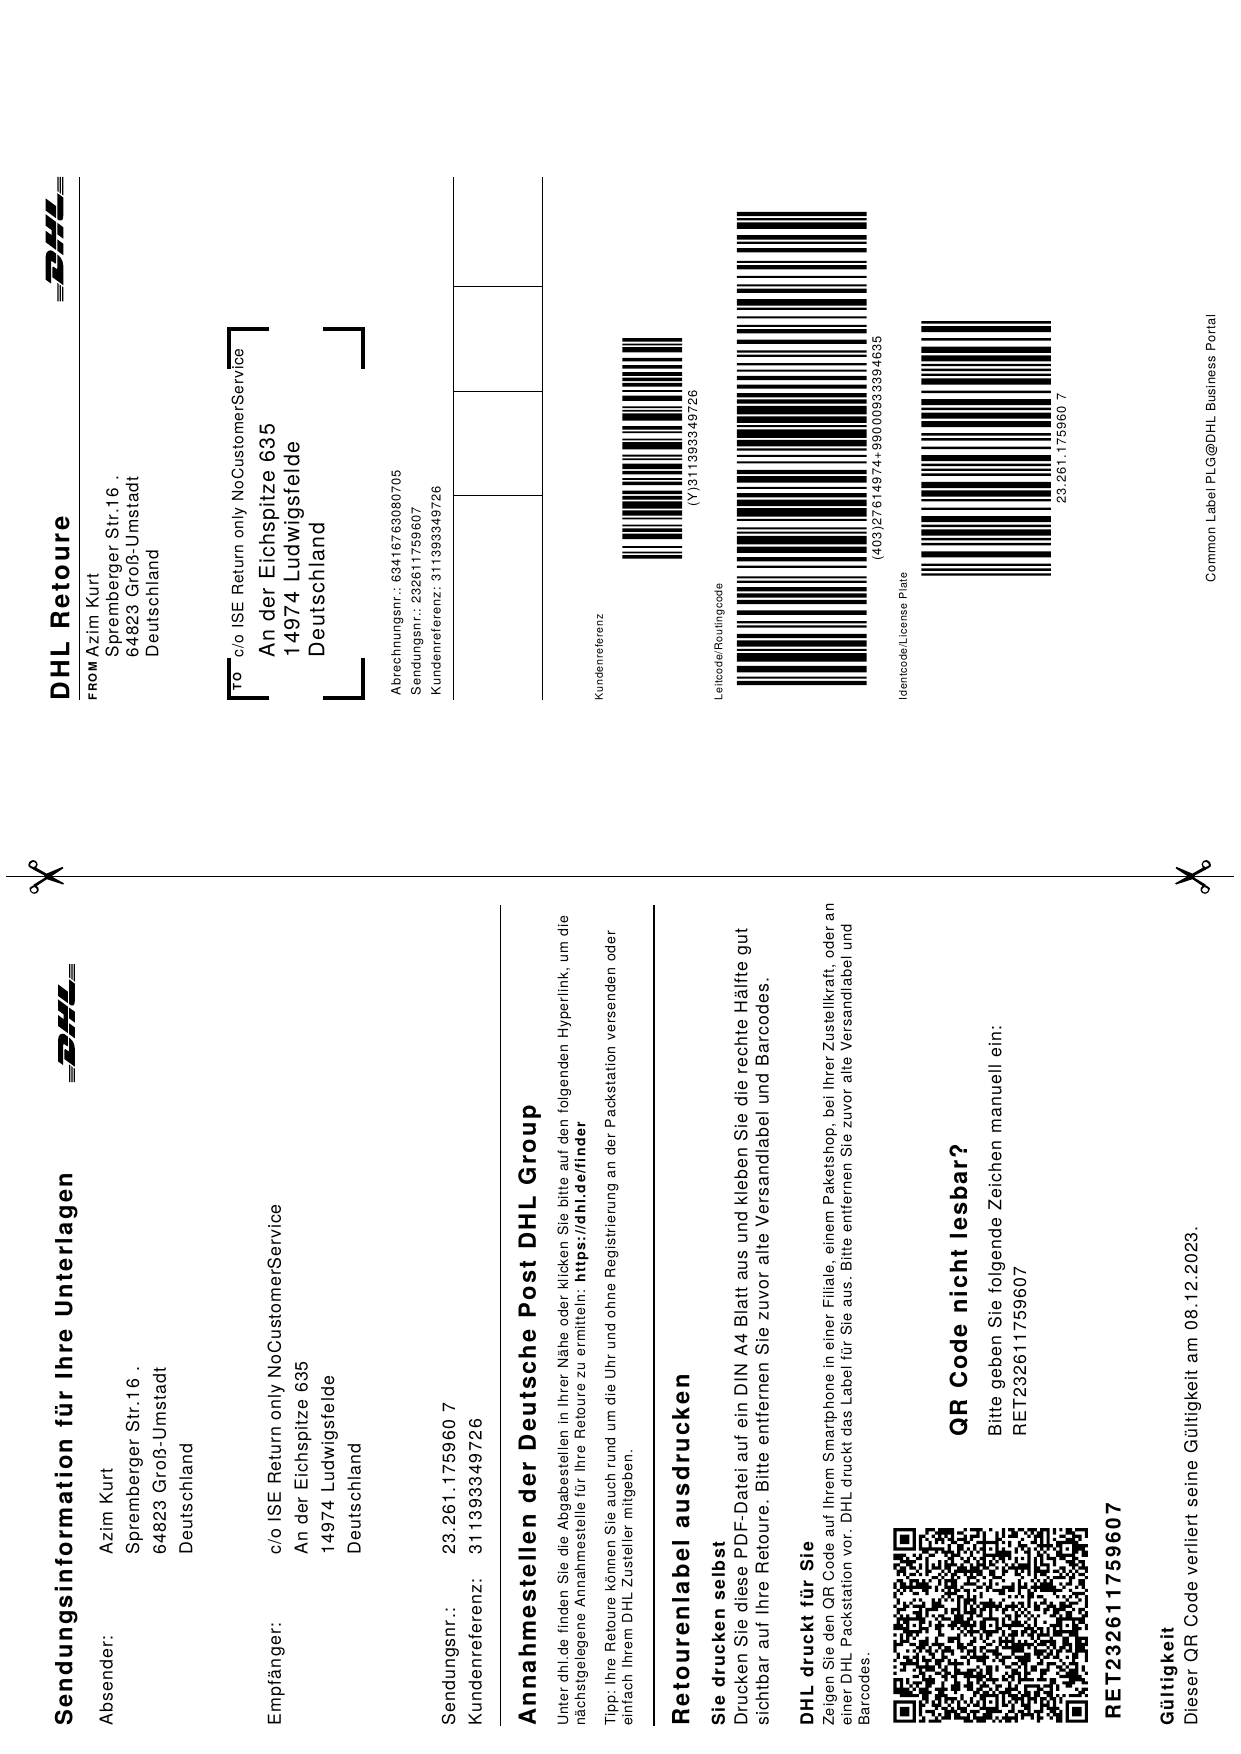 Sendungsinformation für Ihre Unterlagen
DHL
Absender:
Azim Kurt
Spremberger Str.16 .
64823 Groß-Umstadt
Deutschland
Empfänger:
c/o ISE Return only NoCustomerService
An der Eichspitze 635
14974 Ludwigsfelde
Deutschland
Sendungsnr.: 23.261.175960 7
Kundenreferenz: 311393349726
Annahmestellen der Deutsche Post DHL Group
Unter dhl.de finden Sie die Abgabestellen in Ihrer Nähe oder klicken Sie bitte auf den folgenden Hyperlink, um die
nächstgelegene Annahmestelle für Ihre Retoure zu ermitteln: https://dhl.de/finder
Tipp: Ihre Retoure können Sie auch rund um die Uhr und ohne Registrierung an der Packstation versenden oder
einfach Ihrem DHL Zusteller mitgeben.
Retourenlabel ausdrucken
Sie drucken selbst
Drucken Sie diese PDF-Datei auf ein DIN A4 Blatt aus und kleben Sie die rechte Hälfte gut
sichtbar auf Ihre Retoure. Bitte entfernen Sie zuvor alte Versandlabel und Barcodes.
DHL druckt für Sie
Zeigen Sie den QR Code auf Ihrem Smartphone in einer Filiale, einem Paketshop, bei Ihrer Zustellkraft, oder an
einer DHL Packstation vor. DHL druckt das Label für Sie aus. Bitte entfernen Sie zuvor alte Versandlabel und
Barcodes.
QR Code nicht lesbar?
Bitte geben Sie folgende Zeichen manuell ein:
RET232611759607
RET232611759607
Gültigkeit
Dieser QR Code verliert seine Gültigkeit am 08.12.2023.
DHL Retoure
DHL
FROM Azim Kurt
Spremberger Str.16 .
64823 Groß-Umstadt
Deutschland
TO c/o ISE Return only NoCustomerService
An der Eichspitze 635
14974 Ludwigsfelde
Deutschland
Abrechnungsnr.: 63416763080705
Sendungsnr.: 232611759607
Kundenreferenz: 311393349726
Kundenreferenz
(Y)311393349726
Leitcode/Routingcode
(403)27614974+99000933394635
Identcode/License Plate
23.261.175960 7
Common Label PLG@DHL Business Portal